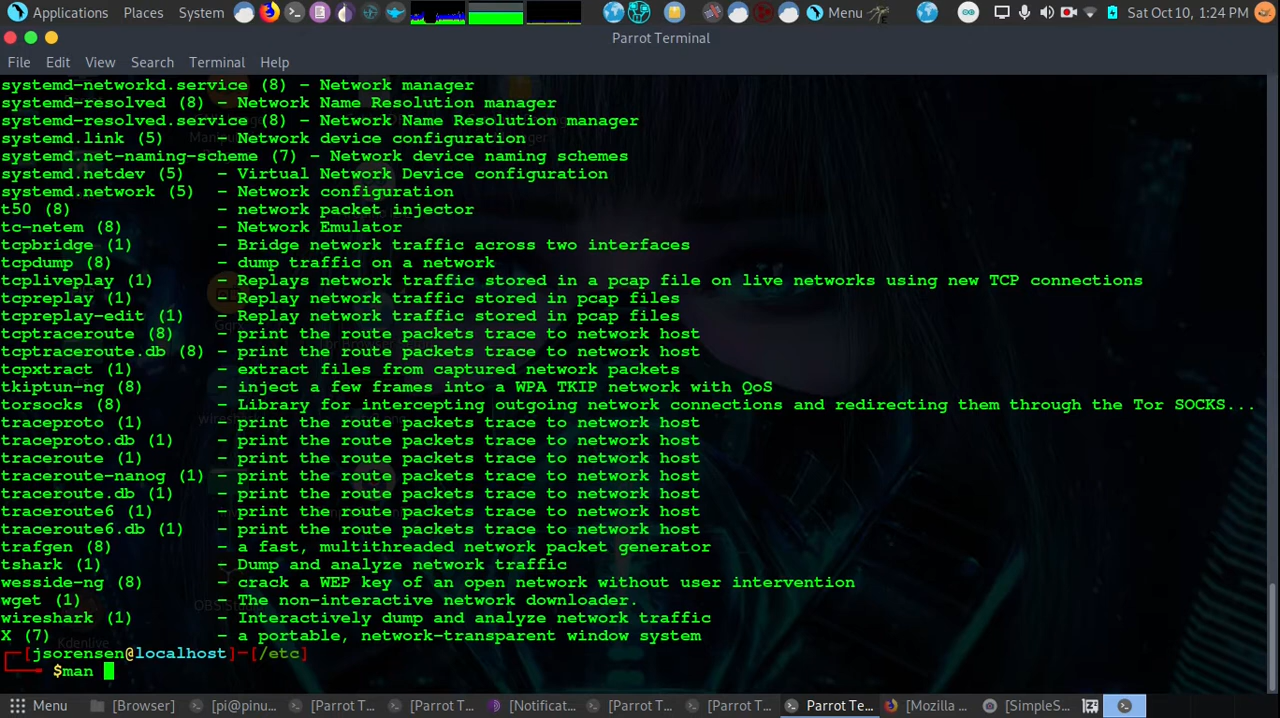 Applications Places System Menu Sat Oct 10, 1:24 PM
Parrot Terminal
File Edit View Search Terminal Help
systemd-networkd.service (8) - Network manager
systemd-resolved (8) - Network Name Resolution manager
systemd-resolved.service (8) - Network Name Resolution manager
systemd.link (5) - Network device configuration
systemd.net-naming-scheme (7) - Network device naming schemes
systemd.netdev (5) - Virtual Network Device configuration
systemd.network (5) - Network configuration
t50 (8) - network packet injector
tc-netem (8) - Network Emulator
tcpbridge (1) - Bridge network traffic across two interfaces
tcpdump (8) - dump traffic on a network
tcpliveplay (1) - Replays network traffic stored in a pcap file on live networks using new TCP connections
tcpreplay (1) - Replay network traffic stored in pcap files
tcpreplay-edit (1) - Replay network traffic stored in pcap files
tcptraceroute (8) - print the route packets trace to network host
tcptraceroute.db (8) - print the route packets trace to network host
tcpxtract (1) - extract files from captured network packets
tkiptun-ng (8) - inject a few frames into a WPA TKIP network with QoS
torsocks (8) - Library for intercepting outgoing network connections and redirecting them through the Tor SOCKS...
traceproto (1) - print the route packets trace to network host
traceproto.db (1) - print the route packets trace to network host
traceroute (1) - print the route packets trace to network host
traceroute-nanog (1) - print the route packets trace to network host
traceroute.db (1) - print the route packets trace to network host
traceroute6 (1) - print the route packets trace to network host
traceroute6.db (1) - print the route packets trace to network host
trafgen (8) - a fast, multithreaded network packet generator
tshark (1) - Dump and analyze network traffic
wesside-ng (8) - crack a WEP key of an open network without user intervention
wget (1) - The non-interactive network downloader.
wireshark (1) - Interactively dump and analyze network traffic
X (7) - a portable, network-transparent window system
[jsorensen@localhost]-[/etc]
$man
Menu [Browser] [pi@pinu... [Parrot T... [Parrot T... [Notificat... [Parrot T... [Parrot T... Parrot Te... [Mozilla ... [SimpleS...